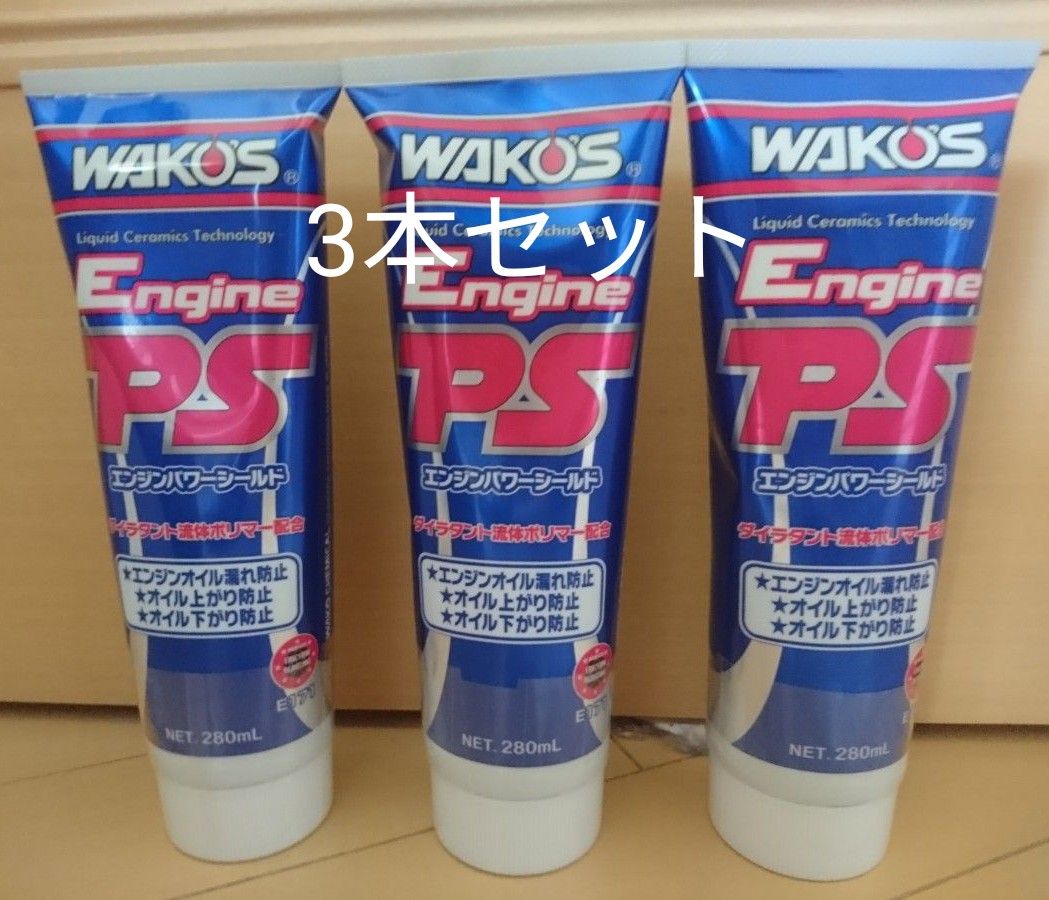 WAKO'S®
Liquid Ceramics Technology
Engine
PS
エンジンパワーシールド
ダイラタント流体ポリマー配合
★エンジンオイル漏れ防止
★オイル上がり防止
★オイル下がり防止
E170
NET. 280mL
WAKO'S®
3本セット
uid Ceramics Technology
Engine
PS
エンジンパワーシールド
ダイラタント流体ポリマー配合
★エンジンオイル漏れ防止
★オイル上がり防止
★オイル下がり防止
E170
NET. 280mL
WAKO'S®
Liquid Ceramics Technology
Engine
PS
エンジンパワーシールド
ダイラタント流体ポリマー配合
★エンジンオイル漏れ防止
★オイル上がり防止
★オイル下がり防止
NET. 280mL